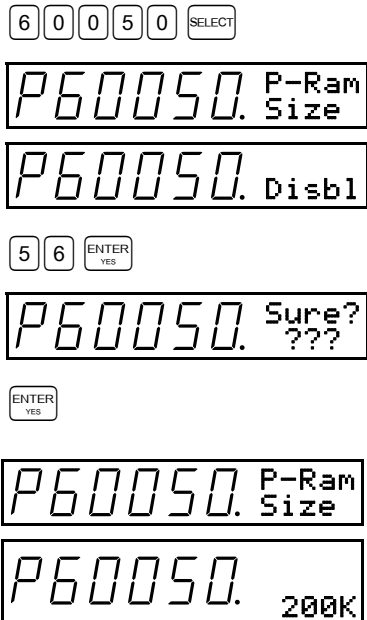 6 0 0 5 0 SELECT
P60050. P-Ram
Size
P60050. Disbl
5 6 ENTER
YES
P60050. Sure?
???
ENTER
YES
P60050. P-Ram
Size
P60050. 200K